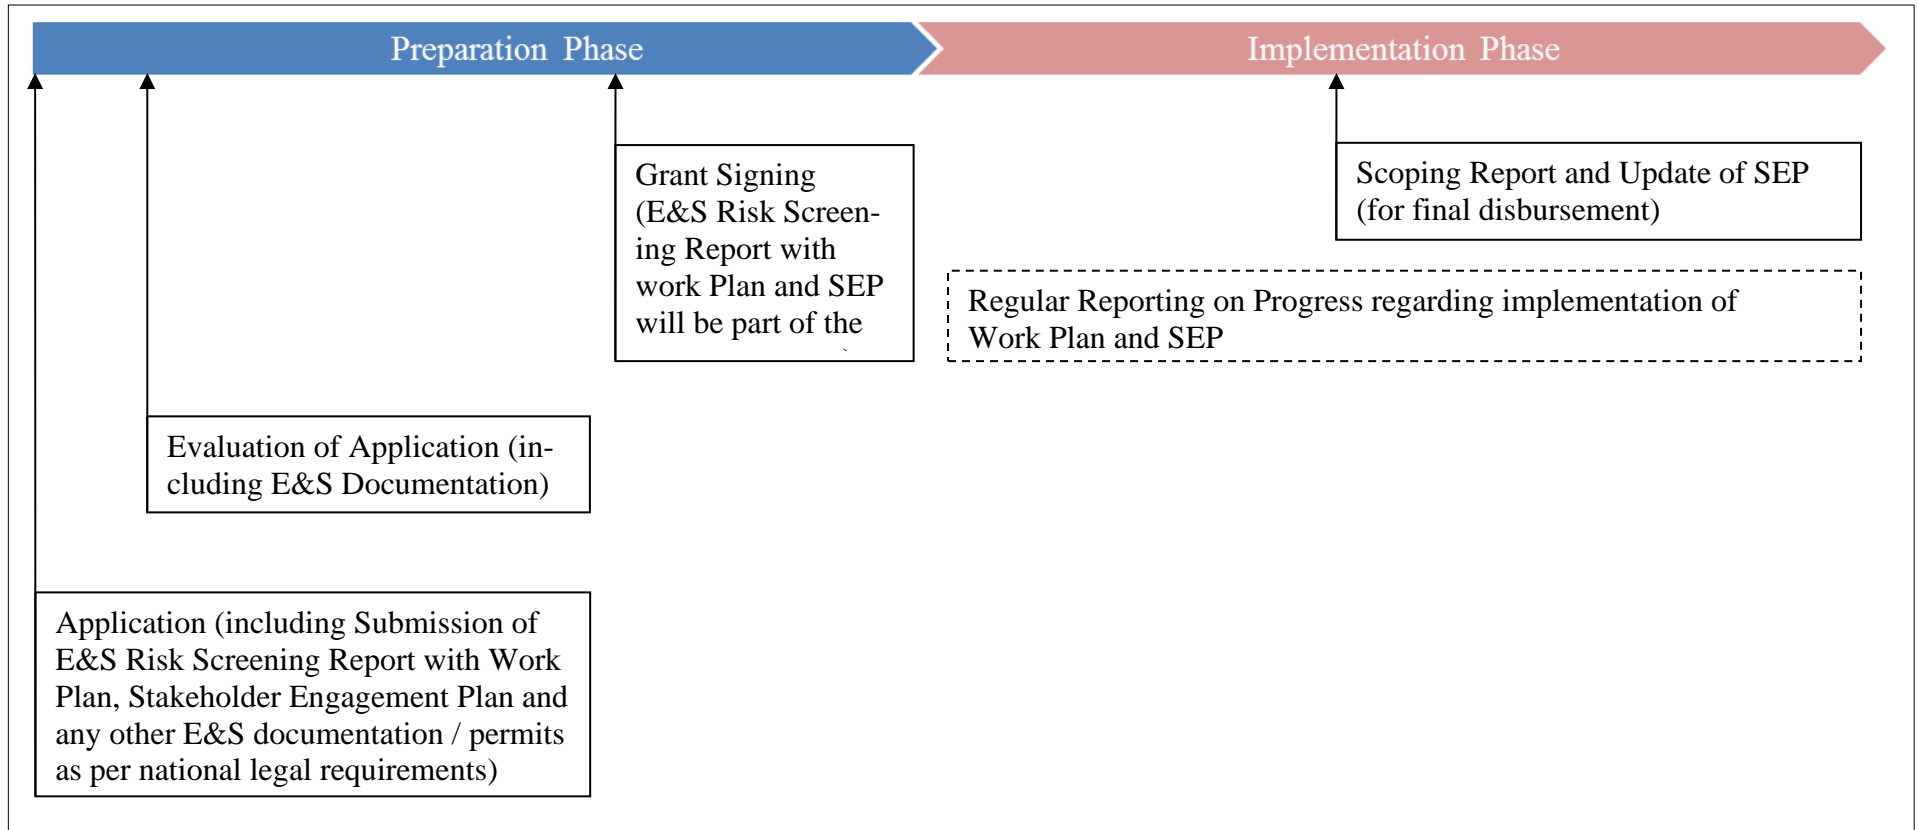 Preparation Phase
Implementation Phase
Grant Signing
(E&S Risk Screen-
ing Report with
work Plan and SEP
will be part of the
Scoping Report and Update of SEP
(for final disbursement)
Regular Reporting on Progress regarding implementation of
Work Plan and SEP
Evaluation of Application (in-
cluding E&S Documentation)
Application (including Submission of
E&S Risk Screening Report with Work
Plan, Stakeholder Engagement Plan and
any other E&S documentation / permits
as per national legal requirements)